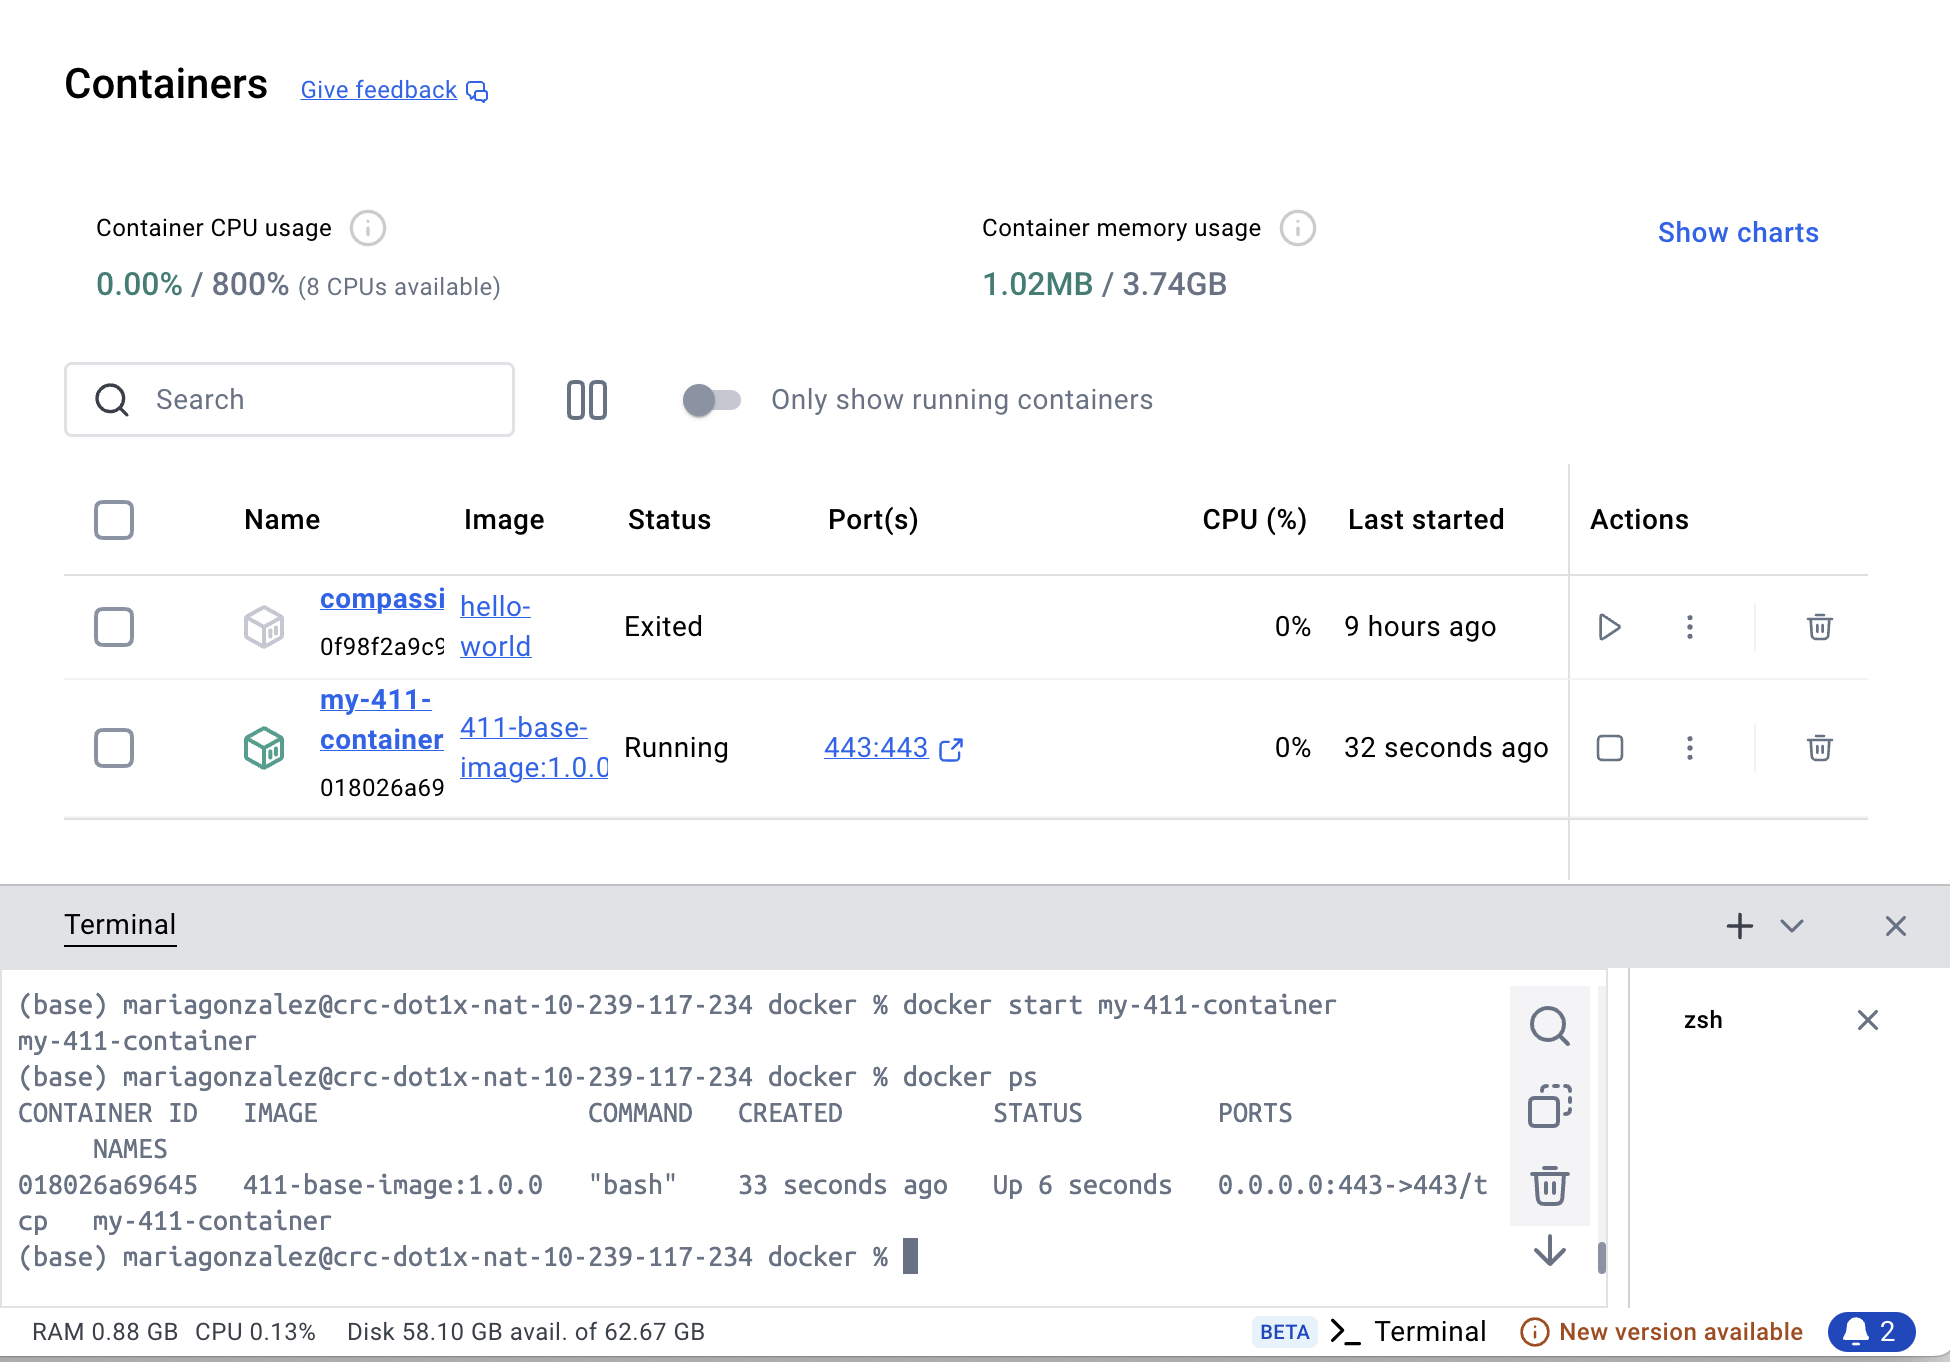 Containers Give feedback
Container CPU usage
0.00% / 800% (8 CPUs available)
Container memory usage
1.02MB / 3.74GB
Show charts
Search
Only show running containers
Name Image Status Port(s) CPU (%) Last started Actions
compassi
0f98f2a9c9
hello-
world
Exited 0% 9 hours ago
my-411-
container
018026a69
411-base-
image:1.0.0
Running 443:443 0% 32 seconds ago
Terminal
(base) mariagonzalez@crc-dot1x-nat-10-239-117-234 docker % docker start my-411-container
my-411-container
(base) mariagonzalez@crc-dot1x-nat-10-239-117-234 docker % docker ps
CONTAINER ID IMAGE COMMAND CREATED STATUS PORTS
NAMES
018026a69645 411-base-image:1.0.0 "bash" 33 seconds ago Up 6 seconds 0.0.0.0:443->443/t
cp my-411-container
(base) mariagonzalez@crc-dot1x-nat-10-239-117-234 docker %
zsh
RAM 0.88 GB CPU 0.13% Disk 58.10 GB avail. of 62.67 GB
BETA >_ Terminal New version available 2